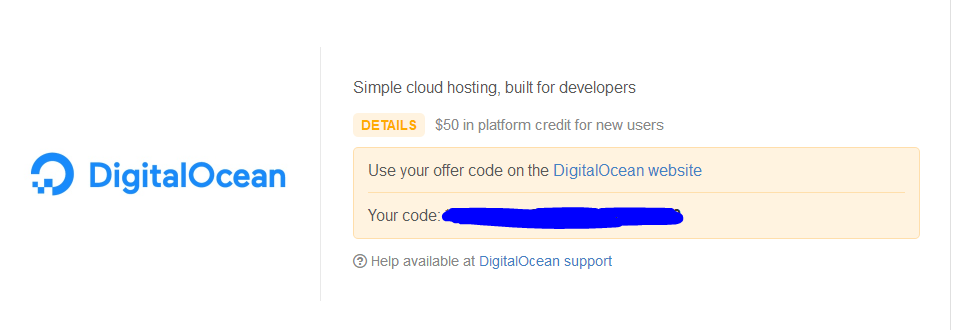 Simple cloud hosting, built for developers
DETAILS $50 in platform credit for new users
DigitalOcean
Use your offer code on the DigitalOcean website
Your code:
Help available at DigitalOcean support